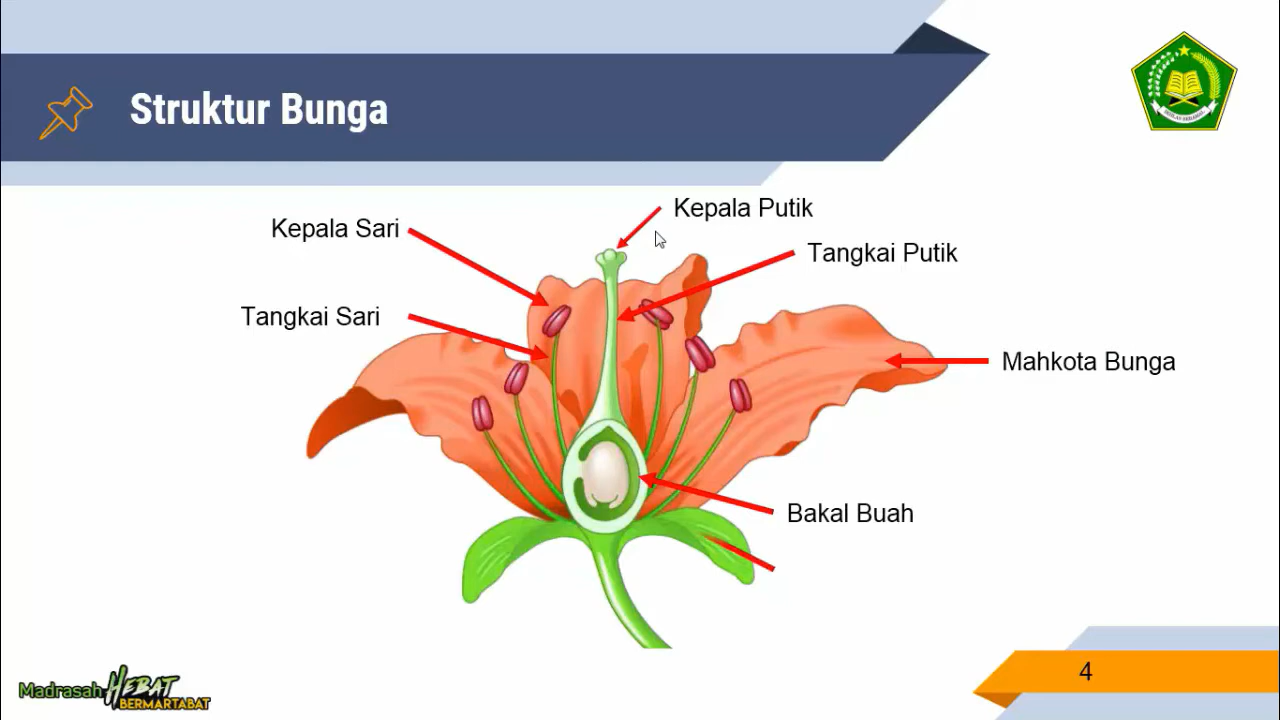 Struktur Bunga
Kepala Putik
Kepala Sari
Tangkai Putik
Tangkai Sari
Mahkota Bunga
Bakal Buah
4
Madrasah HEBAT
BERMARTABAT